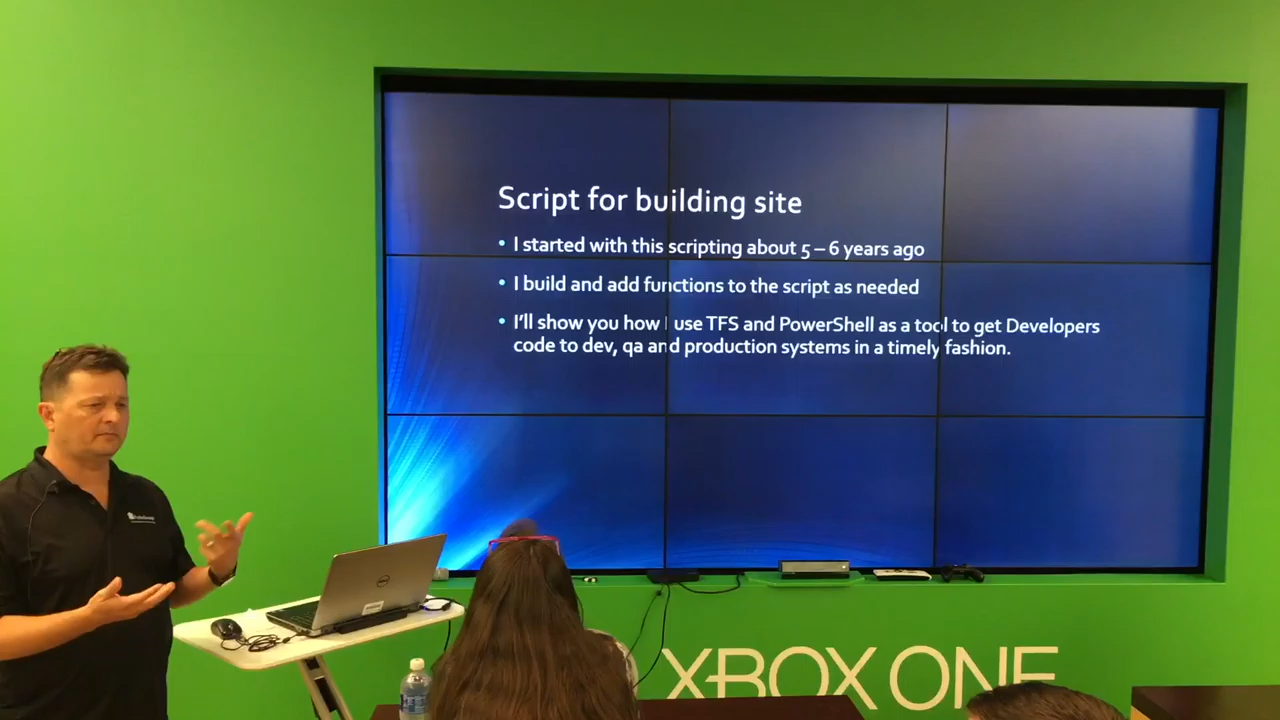 Script for building site
• I started with this scripting about 5 – 6 years ago
• I build and add functions to the script as needed
• I'll show you how I use TFS and PowerShell as a tool to get Developers
code to dev, qa and production systems in a timely fashion.
DELL
XBOX ONE